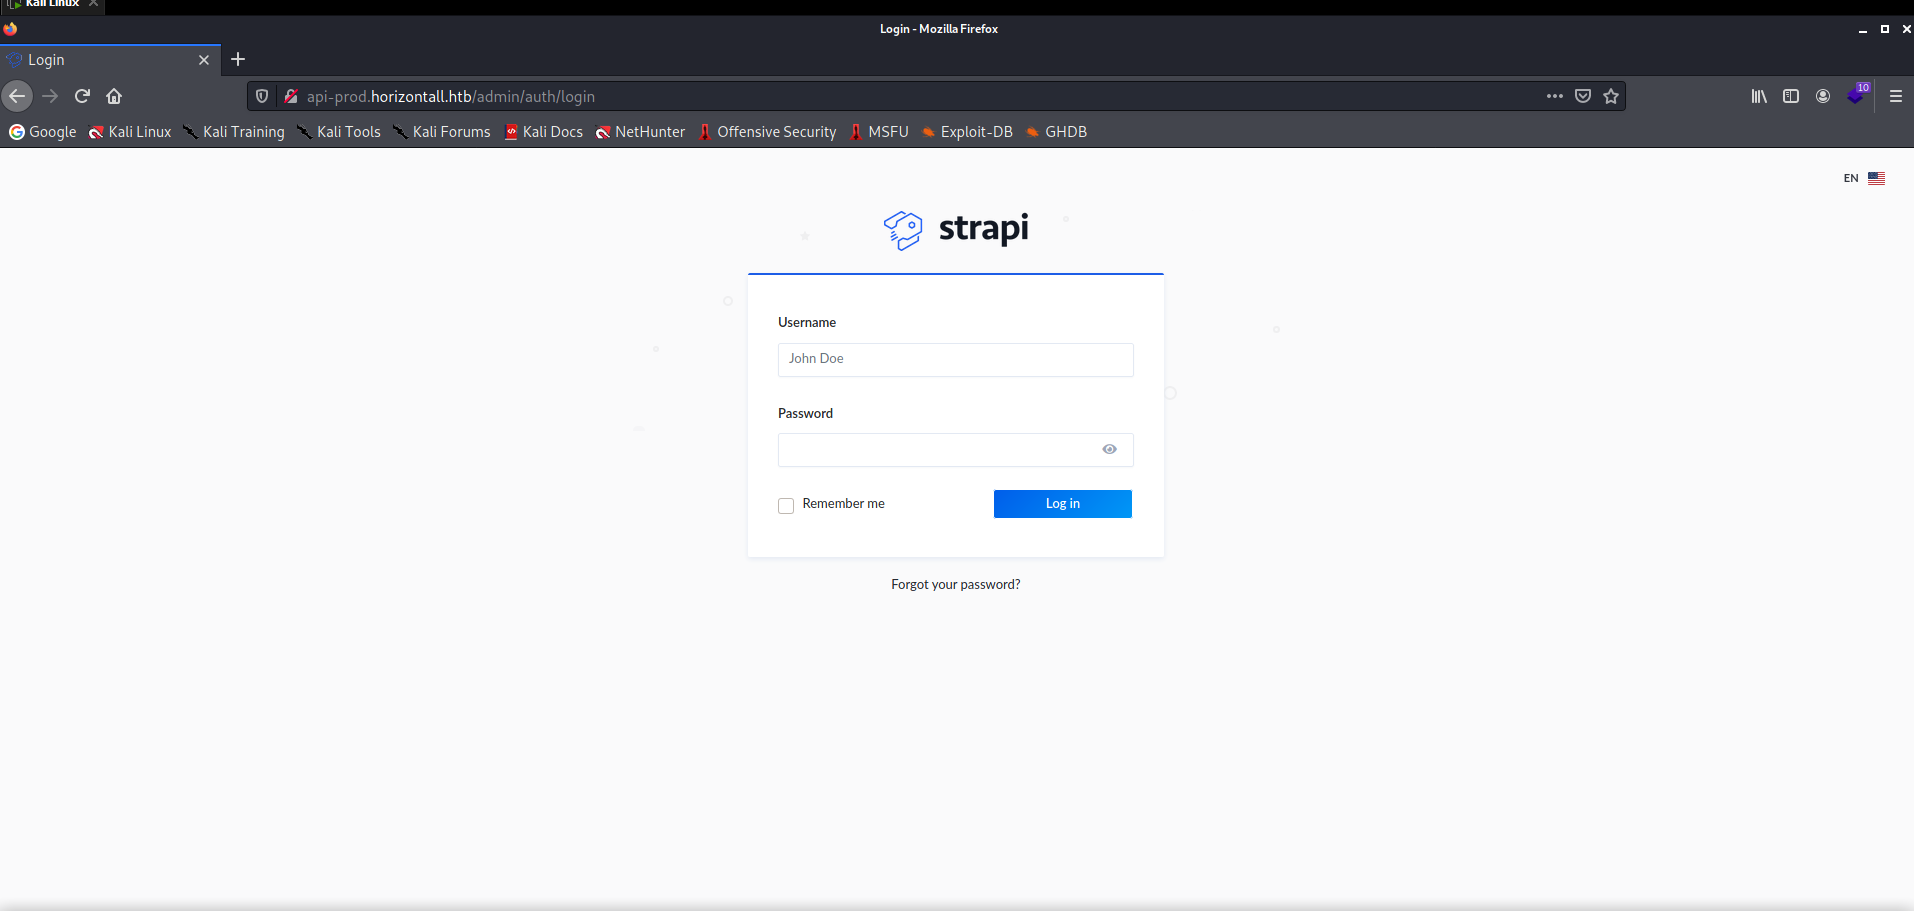 Kali Linux
Login - Mozilla Firefox
Login
api-prod.horizontall.htb/admin/auth/login
10
Google Kali Linux Kali Training Kali Tools Kali Forums Kali Docs NetHunter Offensive Security MSFU Exploit-DB GHDB
EN
strapi
Username
John Doe
Password
Remember me Log in
Forgot your password?